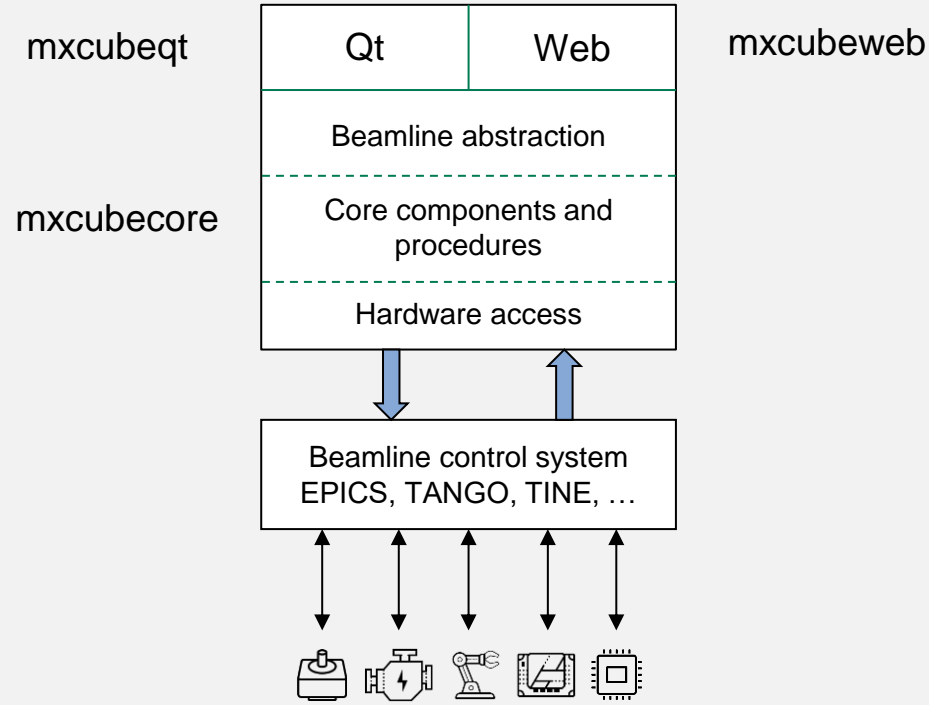 mxcubeqt
Qt
Web
mxcubeweb
Beamline abstraction
mxcubecore
Core components and
procedures
Hardware access
Beamline control system
EPICS, TANGO, TINE, …